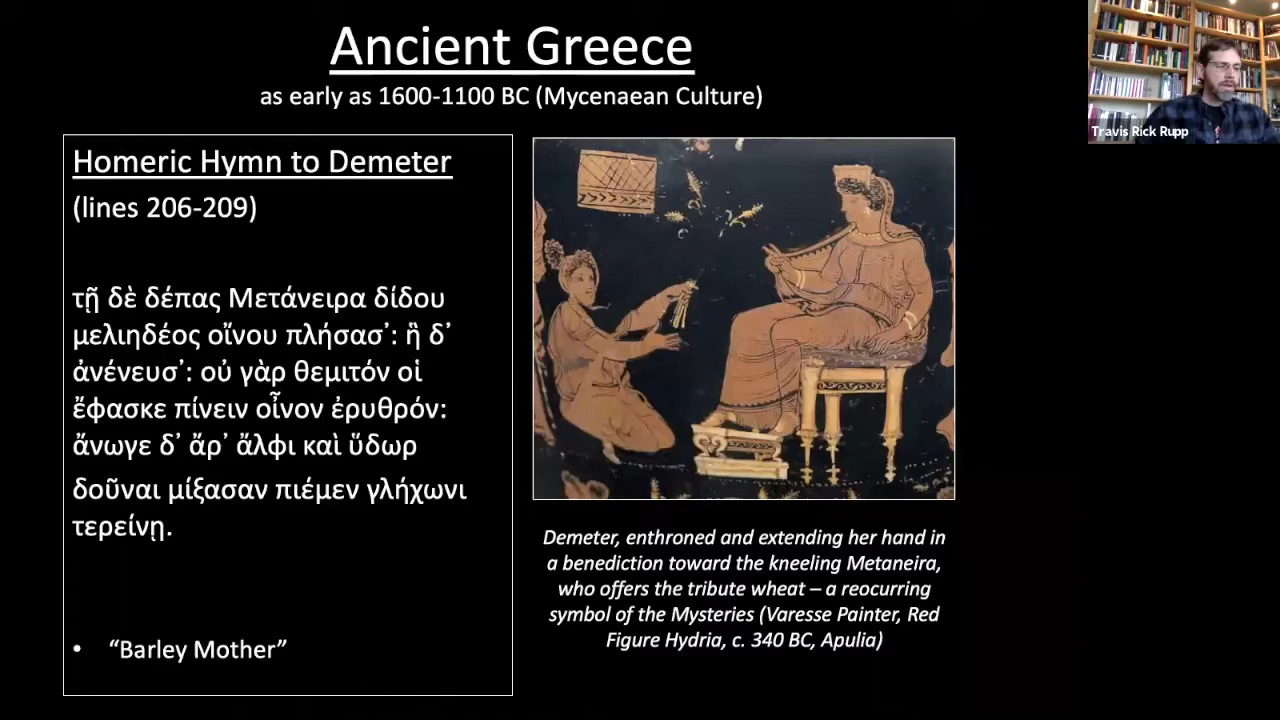 Ancient Greece
as early as 1600-1100 BC (Mycenaean Culture)
Travis Rick Rupp
Homeric Hymn to Demeter
(lines 206-209)
τῇ δὲ δέπας Μετάνειρα δίδου
μελιηδέος οἴνου πλήσασ᾽: ἣ δ᾽
ἀνένευσ᾽: οὐ γὰρ θεμιτόν οἱ
ἔφασκε πίνειν οἶνον ἐρυθρόν:
ἄνωγε δ᾽ ἄρ᾽ ἄλφι καὶ ὕδωρ
δοῦναι μίξασαν πιέμεν γλήχωνι
τερείνῃ.
• “Barley Mother”
Demeter, enthroned and extending her hand in
a benediction toward the kneeling Metaneira,
who offers the tribute wheat – a reocurring
symbol of the Mysteries (Varesse Painter, Red
Figure Hydria, c. 340 BC, Apulia)